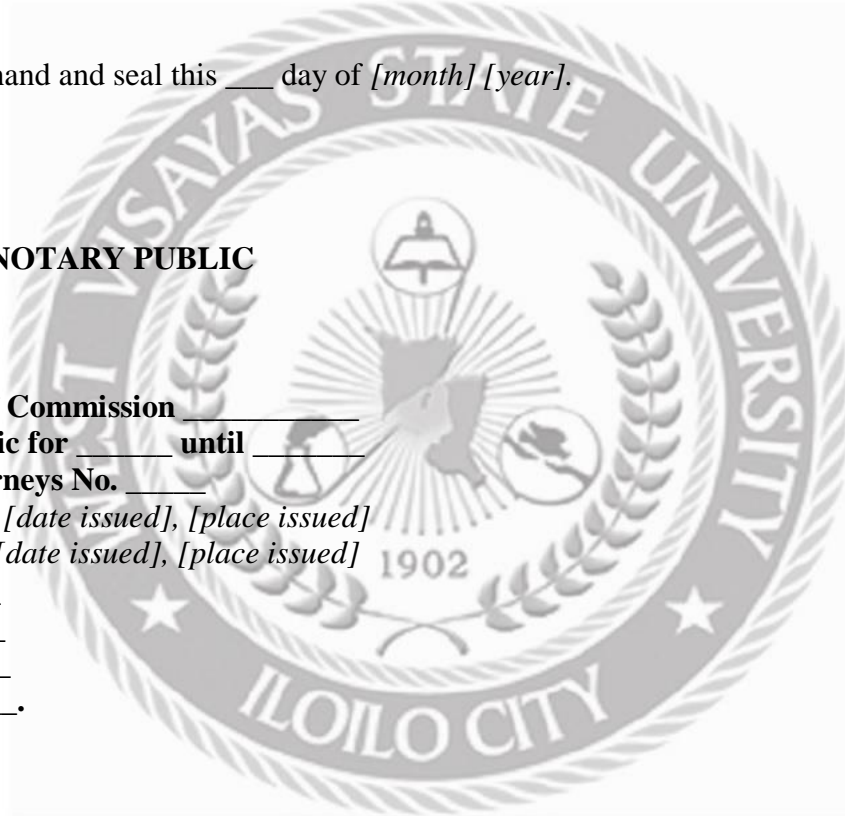 hand and seal this ___ day of [month] [year].
NOTARY PUBLIC
Commission ___________
ic for ______ until _______
rneys No. _____
[date issued], [place issued]
[date issued], [place issued]
_
_
_
_.
VISAYAS STATE UNIVERSITY
1902
ILOILO CITY